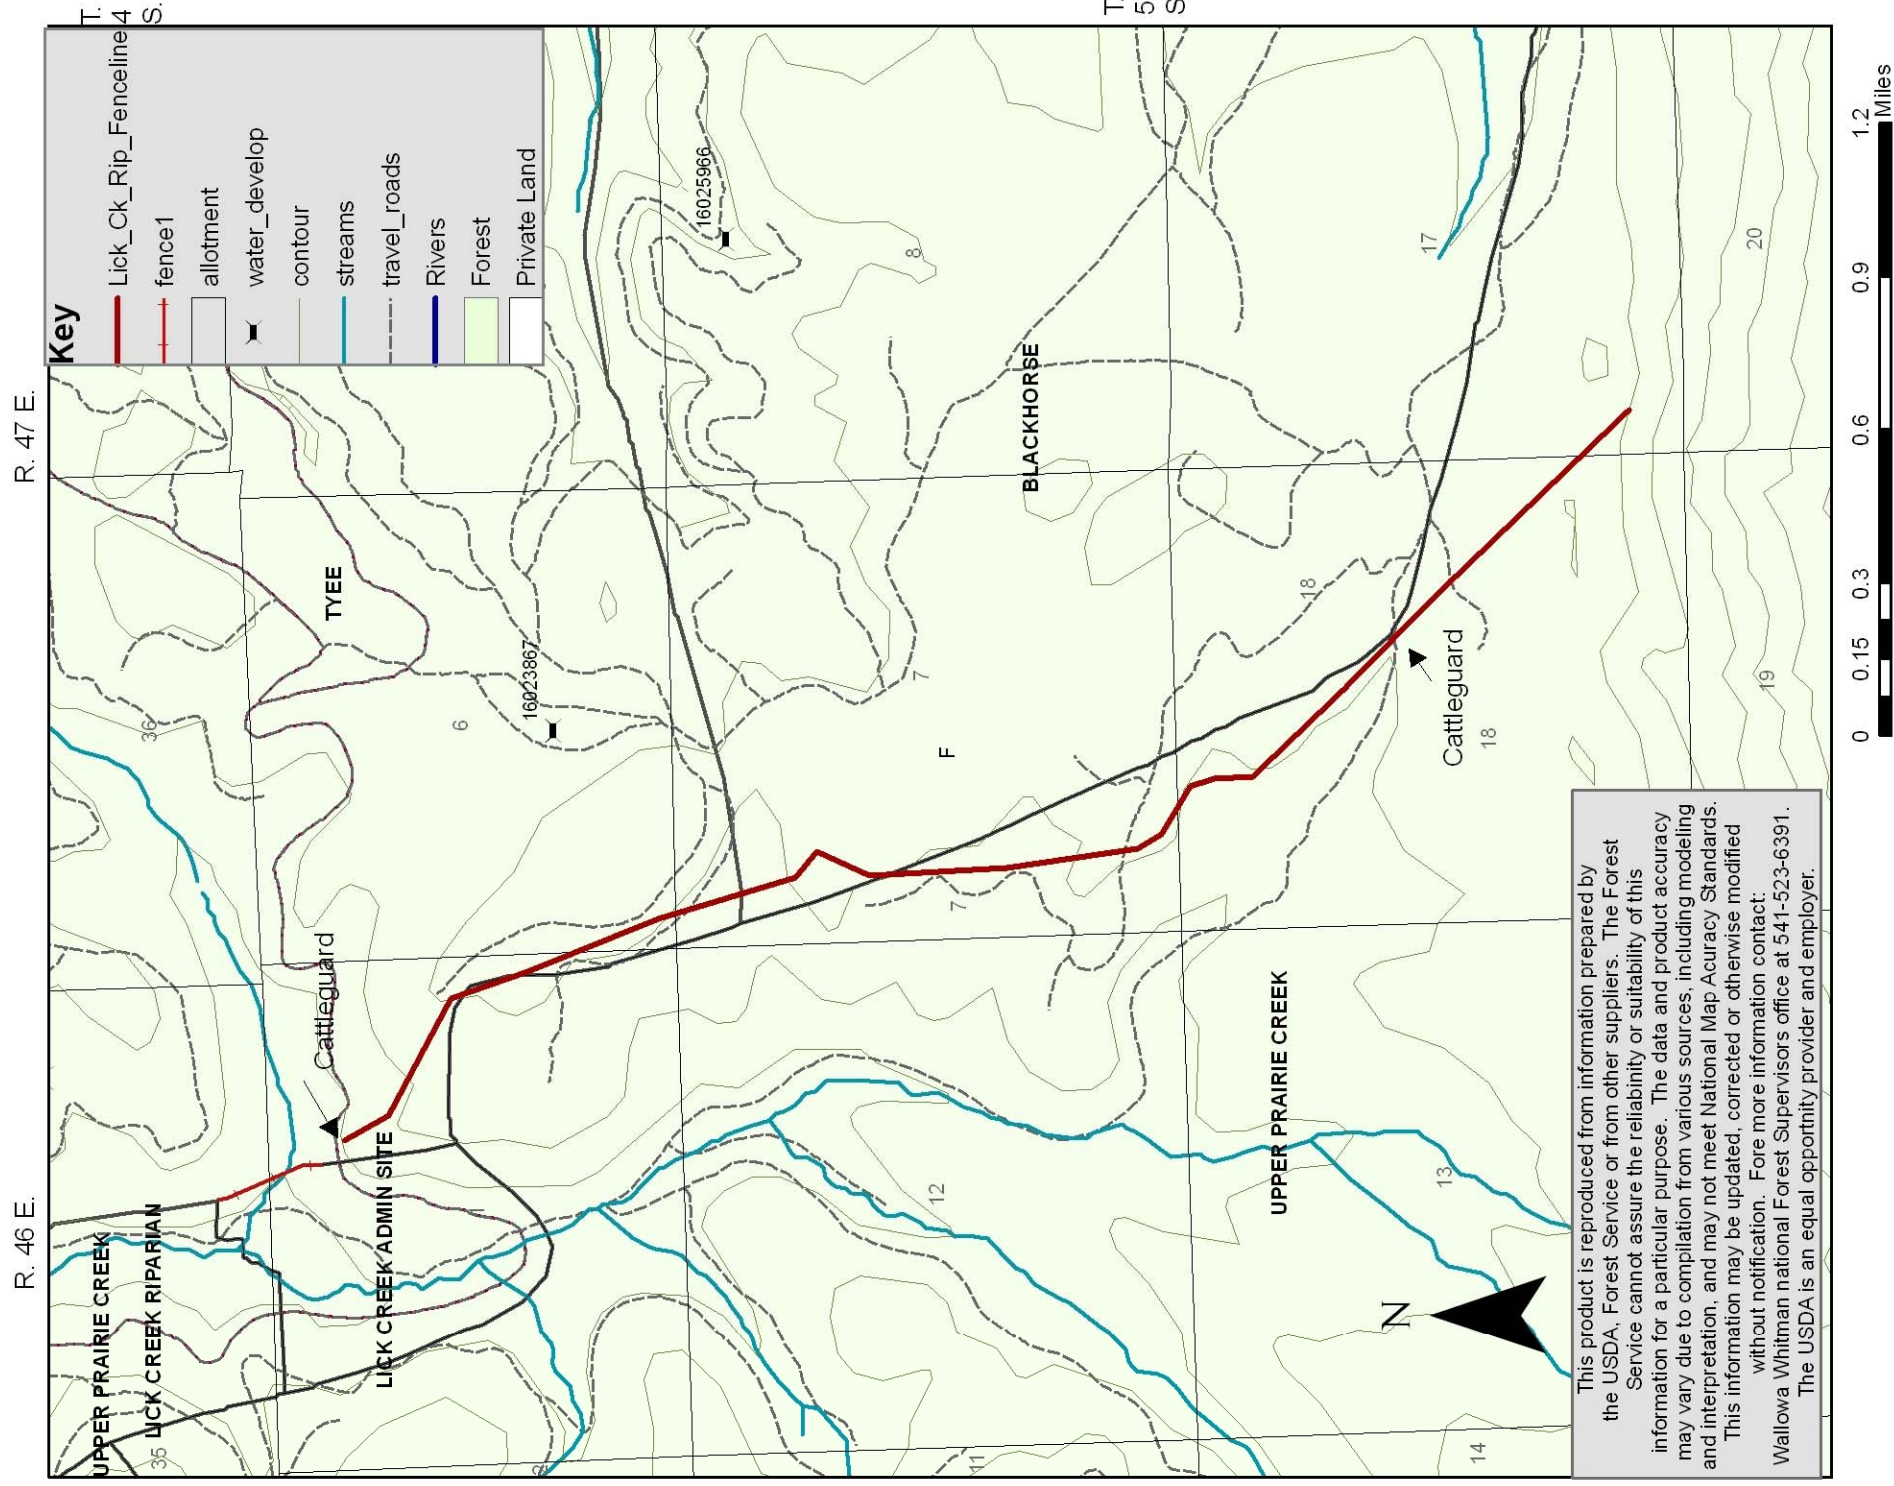 R. 46 E.
R. 47 E.
T.
4
S.
T.
5
S
Key
Lick_Ck_Rip_Fenceline
fence1
allotment
water_develop
contour
streams
travel_roads
Rivers
Forest
Private Land
UPPER PRAIRIE CREEK
LICK CREEK RIPARIAN
35
36
TYEE
Cattleguard
LICK CREEK ADMIN SITE
1
6
16023867
16025966
8
7
F
7
12
11
BLACKHORSE
UPPER PRAIRIE CREEK
18
17
Cattleguard
18
13
14
19
20
N
This product is reproduced from information prepared by
the USDA, Forest Service or from other suppliers. The Forest
Service cannot assure the reliabinity or suitability of this
information for a particular purpose. The data and product accuracy
may vary due to compilation from various sources, including modeling
and interpretation, and may not meet National Map Acuracy Standards.
This information may be updated, corrected or otherwise modified
without notification. Fore more information contact:
Wallowa Whitman national Forest Supervisors office at 541-523-6391.
The USDA is an equal opportunity provider and employer.
0 0.15 0.3 0.6 0.9 1.2
Miles